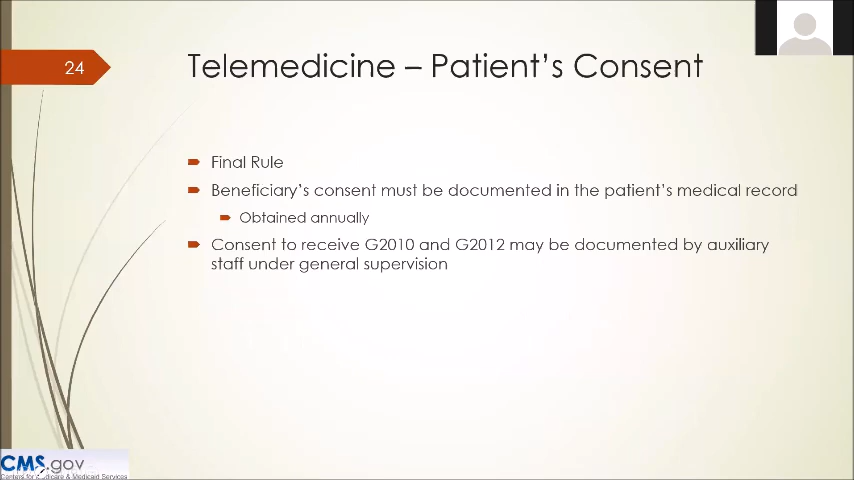 24
Telemedicine – Patient’s Consent
Final Rule
Beneficiary’s consent must be documented in the patient’s medical record
Obtained annually
Consent to receive G2010 and G2012 may be documented by auxiliary
staff under general supervision
CMS.gov
Centers for Medicare & Medicaid Services